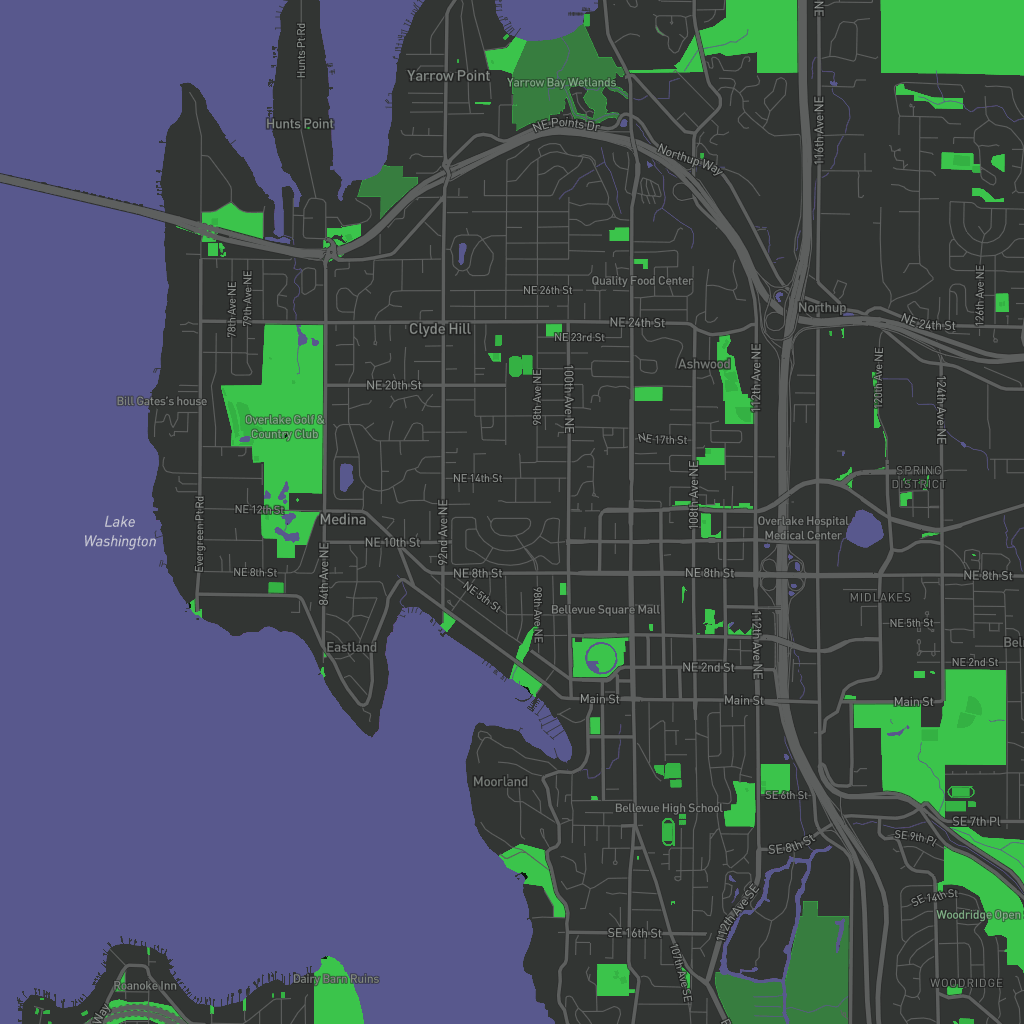 Hunts Pt Rd
Yarrow Point
Yarrow Bay Wetlands
Hunts Point
NE Points Dr
116th Ave NE
NE
Northup Way
78th Ave NE
79th Ave NE
NE 26th St
Quality Food Center
126th Ave NE
Northup
NE 24th St
NE 24th St
Clyde Hill
NE 23rd St
Ashwood
NE 20th St
98th Ave NE
100th Ave NE
112th Ave NE
120th Ave NE
124th Ave NE
Bill Gates's house
Overlake Golf &
Country Club
NE 17th St
NE 14th St
SPRING
DISTRICT
Lake
Washington
Evergreen Pt Rd
NE 12th St
Medina
92nd Ave NE
108th Ave NE
Overlake Hospital
Medical Center
NE 10th St
NE 8th St
84th Ave NE
NE 8th St
NE 8th St
NE 8th St
NE 5th St
98th Ave NE
Bellevue Square Mall
MIDLAKES
112th Ave NE
NE 5th St
Eastland
Bel
NE 2nd St
NE 2nd St
Main St
Main St
Main St
Moorland
SE 6th St
Bellevue High School
SE 7th Pl
SE 8th St
SE 9th Pl
SE 14th St
112th Ave SE
Woodridge Open
SE 16th St
107th Ave SE
Dairy Barn Ruins
Roanoke Inn
WOODRIDGE
Way